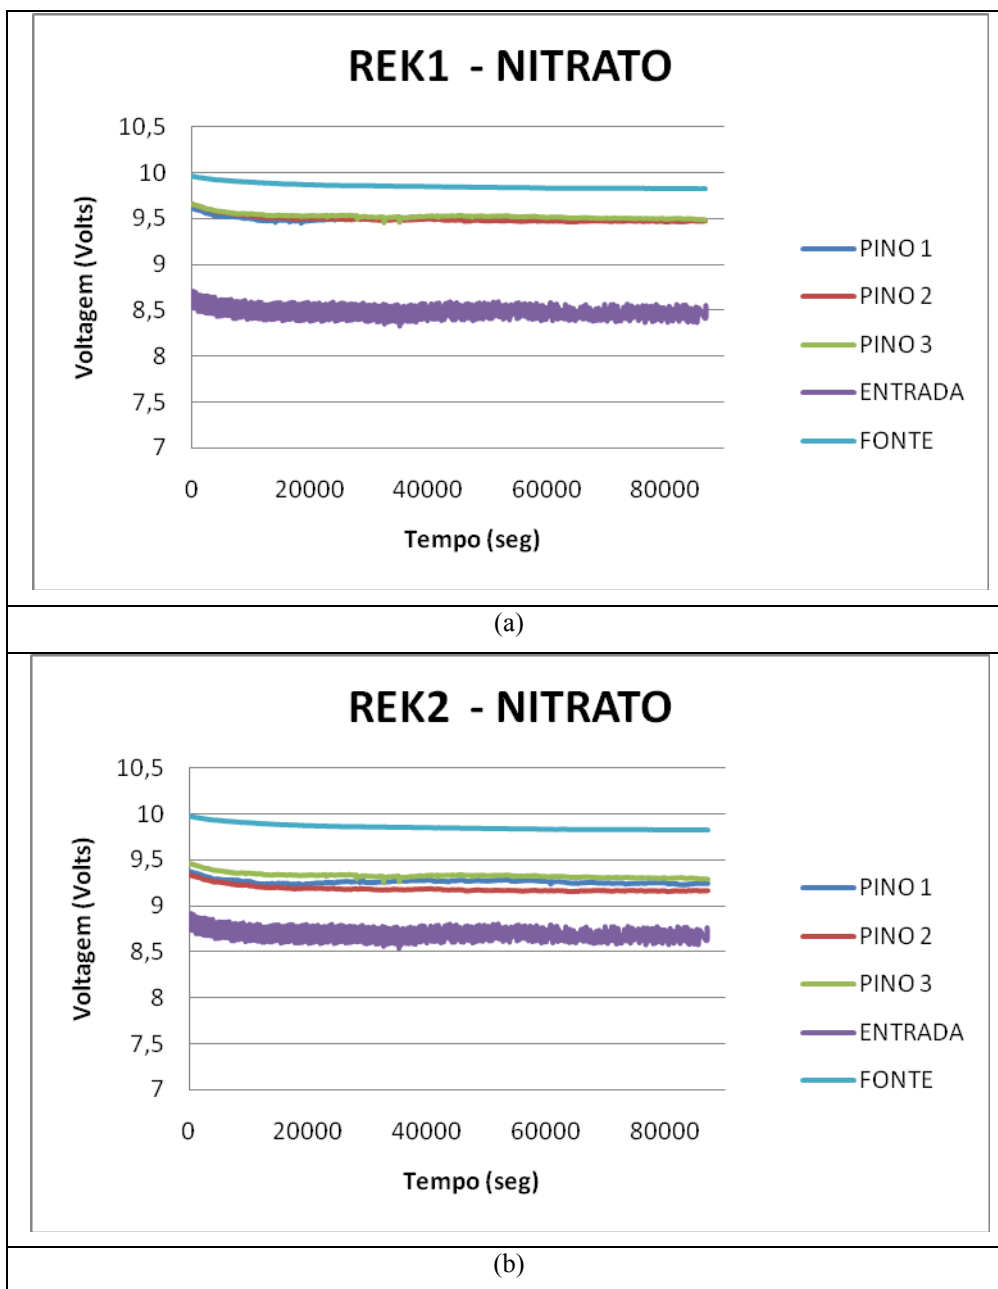 REK1 - NITRATO
Voltagem (Volts)
10,5
10
9,5
9
8,5
8
7,5
7
0 20000 40000 60000 80000
Tempo (seg)
PINO 1
PINO 2
PINO 3
ENTRADA
FONTE
(a)
REK2 - NITRATO
Voltagem (Volts)
10,5
10
9,5
9
8,5
8
7,5
7
0 20000 40000 60000 80000
Tempo (seg)
PINO 1
PINO 2
PINO 3
ENTRADA
FONTE
(b)